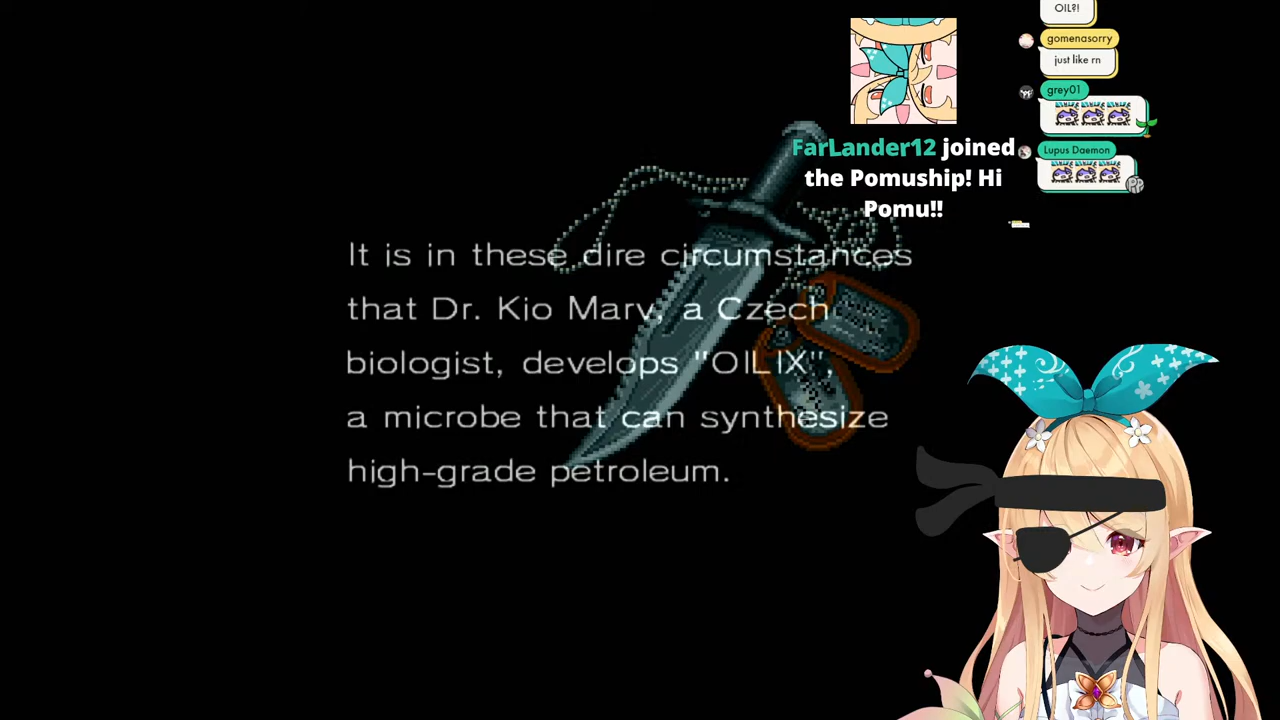 It is in these dire circumstances
that Dr. Kio Marv, a Czech
biologist, develops "OILIX",
a microbe that can synthesize
high-grade petroleum.
FarLander12 joined
the Pomuship! Hi
Pomu!!
OIL?!
gomenasorry
just like rn
grey01
Lupus Daemon